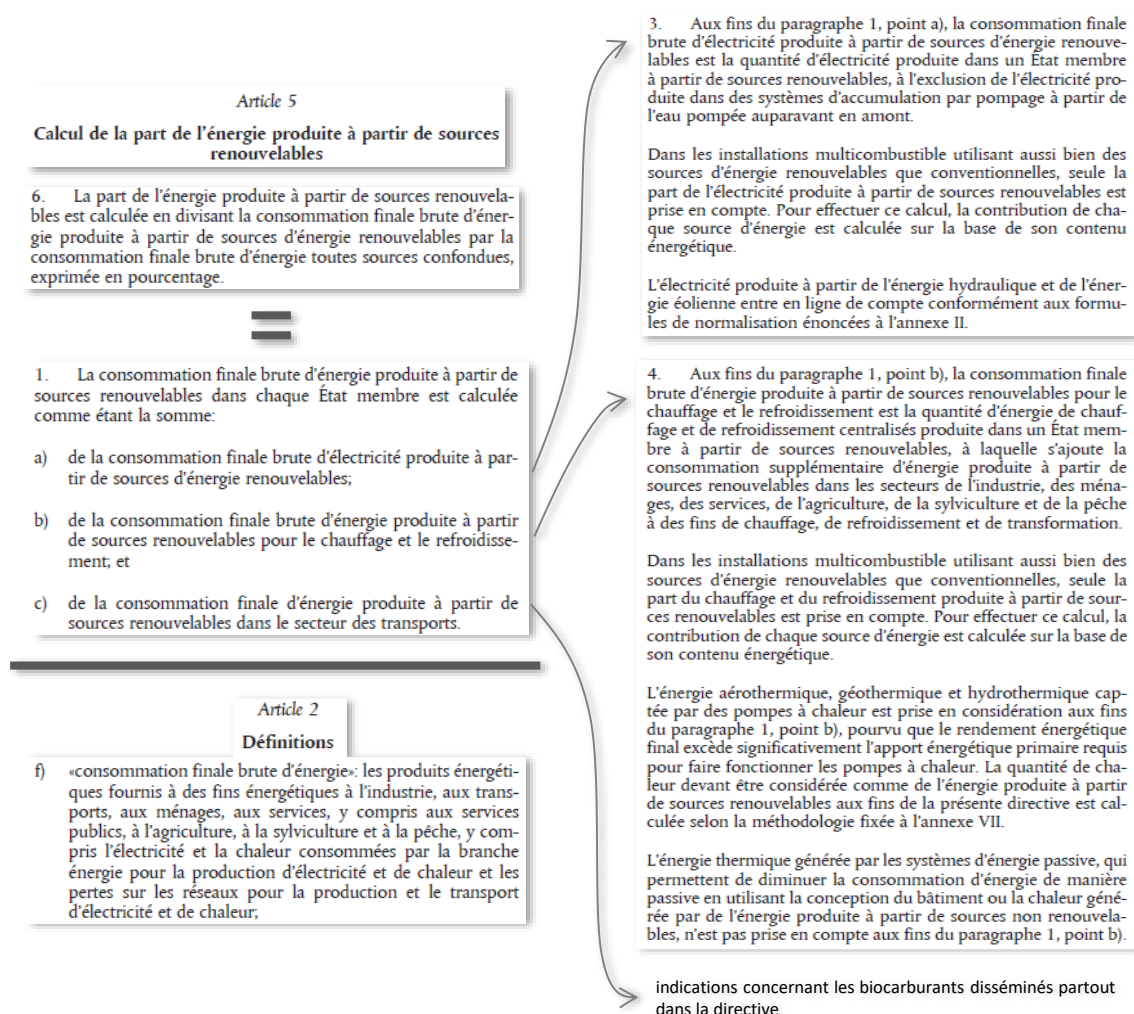 Article 5
Calcul de la part de l'énergie produite à partir de sources
renouvelables
6. La part de l'énergie produite à partir de sources renouvela-
bles est calculée en divisant la consommation finale brute d'éner-
gie produite à partir de sources d'énergie renouvelables par la
consommation finale brute d'énergie toutes sources confondues,
exprimée en pourcentage.
=
1. La consommation finale brute d'énergie produite à partir de
sources renouvelables dans chaque État membre est calculée
comme étant la somme:
a) de la consommation finale brute d'électricité produite à par-
tir de sources d'énergie renouvelables;
b) de la consommation finale brute d'énergie produite à partir
de sources renouvelables pour le chauffage et le refroidisse-
ment; et
c) de la consommation finale d'énergie produite à partir de
sources renouvelables dans le secteur des transports.
Article 2
Définitions
f) «consommation finale brute d'énergie»: les produits énergéti-
ques fournis à des fins énergétiques à l'industrie, aux trans-
ports, aux ménages, aux services, y compris aux services
publics, à l'agriculture, à la sylviculture et à la pêche, y com-
pris l'électricité et la chaleur consommées par la branche
énergie pour la production d'électricité et de chaleur et les
pertes sur les réseaux pour la production et le transport
d'électricité et de chaleur;
3. Aux fins du paragraphe 1, point a), la consommation finale
brute d'électricité produite à partir de sources d'énergie renouve-
lables est la quantité d'électricité produite dans un État membre
à partir de sources renouvelables, à l'exclusion de l'électricité pro-
duite dans des systèmes d'accumulation par pompage à partir de
l'eau pompée auparavant en amont.
Dans les installations multicombustible utilisant aussi bien des
sources d'énergie renouvelables que conventionnelles, seule la
part de l'électricité produite à partir de sources renouvelables est
prise en compte. Pour effectuer ce calcul, la contribution de cha-
que source d'énergie est calculée sur la base de son contenu
énergétique.
L'électricité produite à partir de l'énergie hydraulique et de l'éner-
gie éolienne entre en ligne de compte conformément aux formu-
les de normalisation énoncées à l'annexe II.
4. Aux fins du paragraphe 1, point b), la consommation finale
brute d'énergie produite à partir de sources renouvelables pour le
chauffage et le refroidissement est la quantité d'énergie de chauf-
fage et de refroidissement centralisés produite dans un État mem-
bre à partir de sources renouvelables, à laquelle s'ajoute la
consommation supplémentaire d'énergie produite à partir de
sources renouvelables dans les secteurs de l'industrie, des ména-
ges, des services, de l'agriculture, de la sylviculture et de la pêche
à des fins de chauffage, de refroidissement et de transformation.
Dans les installations multicombustible utilisant aussi bien des
sources d'énergie renouvelables que conventionnelles, seule la
part du chauffage et du refroidissement produite à partir de sour-
ces renouvelables est prise en compte. Pour effectuer ce calcul, la
contribution de chaque source d'énergie est calculée sur la base de
son contenu énergétique.
L'énergie aérothermique, géothermique et hydrothermique cap-
tée par des pompes à chaleur est prise en considération aux fins
du paragraphe 1, point b), pourvu que le rendement énergétique
final excède significativement l'apport énergétique primaire requis
pour faire fonctionner les pompes à chaleur. La quantité de cha-
leur devant être considérée comme de l'énergie produite à partir
de sources renouvelables aux fins de la présente directive est cal-
culée selon la méthodologie fixée à l'annexe VII.
L'énergie thermique générée par les systèmes d'énergie passive, qui
permettent de diminuer la consommation d'énergie de manière
passive en utilisant la conception du bâtiment ou la chaleur géné-
rée par de l'énergie produite à partir de sources non renouvela-
bles, n'est pas prise en compte aux fins du paragraphe 1, point b).
indications concernant les biocarburants disséminés partout
dans la directive